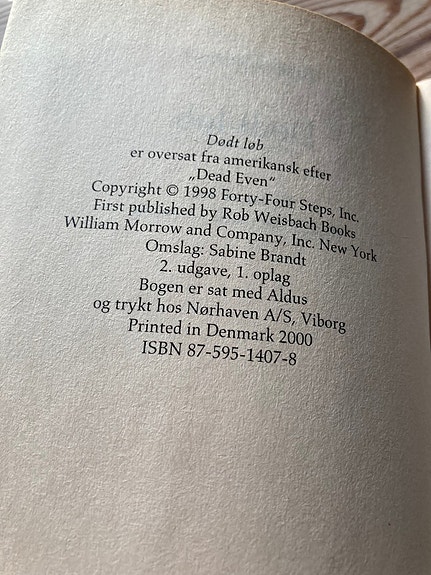 Dødt løb
er oversat fra amerikansk efter
„Dead Even“
Copyright © 1998 Forty-Four Steps, Inc.
First published by Rob Weisbach Books
William Morrow and Company, Inc. New York
Omslag: Sabine Brandt
2. udgave, 1. oplag
Bogen er sat med Aldus
og trykt hos Nørhaven A/S, Viborg
Printed in Denmark 2000
ISBN 87-595-1407-8